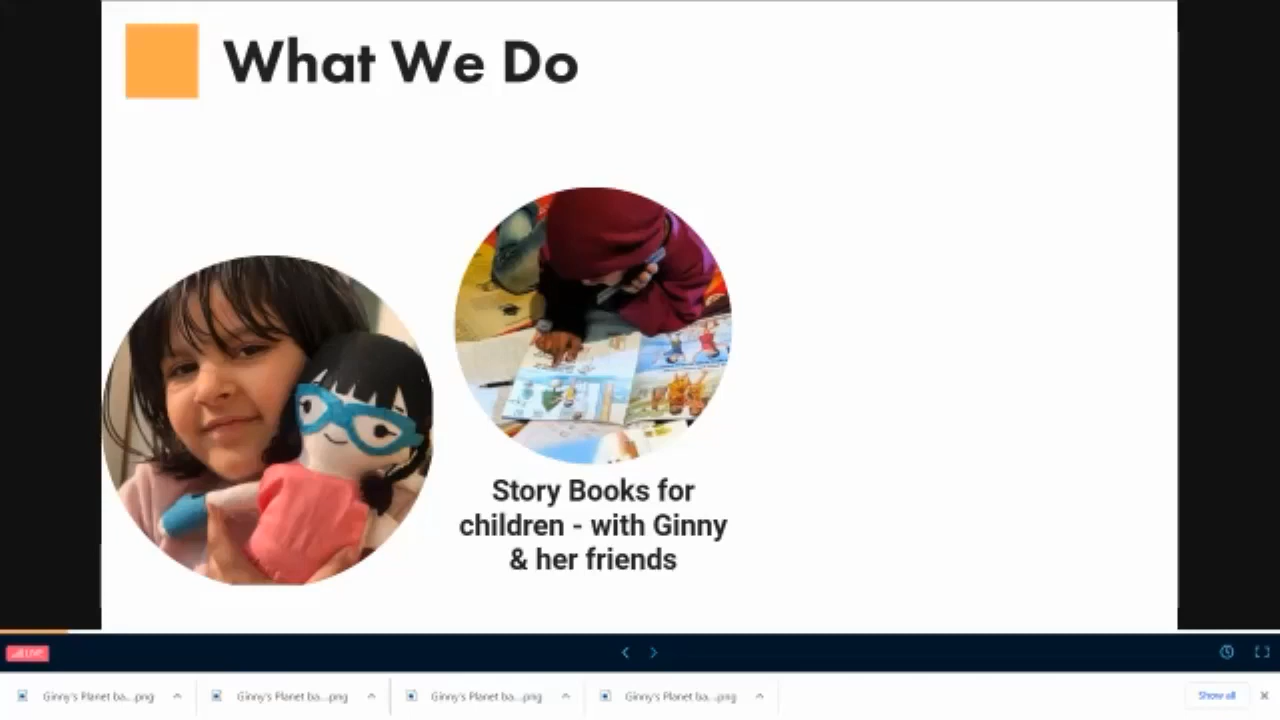 What We Do
Story Books for
children - with Ginny
& her friends
LIVE
Ginny's Planet ba....png
Ginny's Planet ba....png
Ginny's Planet ba....png
Ginny's Planet ba....png
Show all